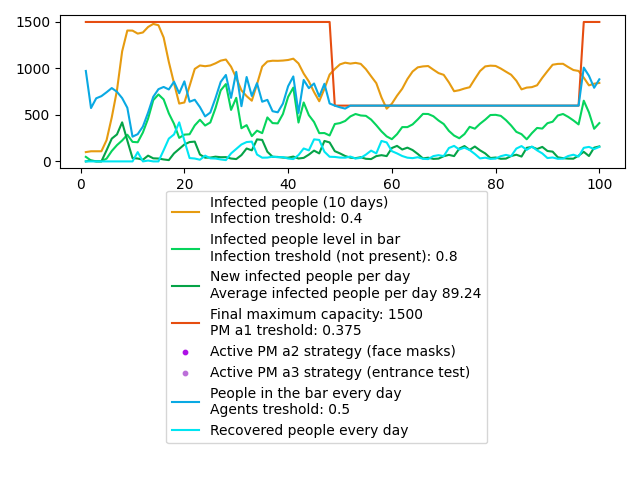 1500
1000
500
0
0 20 40 60 80 100
Infected people (10 days)
Infection treshold: 0.4
Infected people level in bar
Infection treshold (not present): 0.8
New infected people per day
Average infected people per day 89.24
Final maximum capacity: 1500
PM a1 treshold: 0.375
Active PM a2 strategy (face masks)
Active PM a3 strategy (entrance test)
People in the bar every day
Agents treshold: 0.5
Recovered people every day